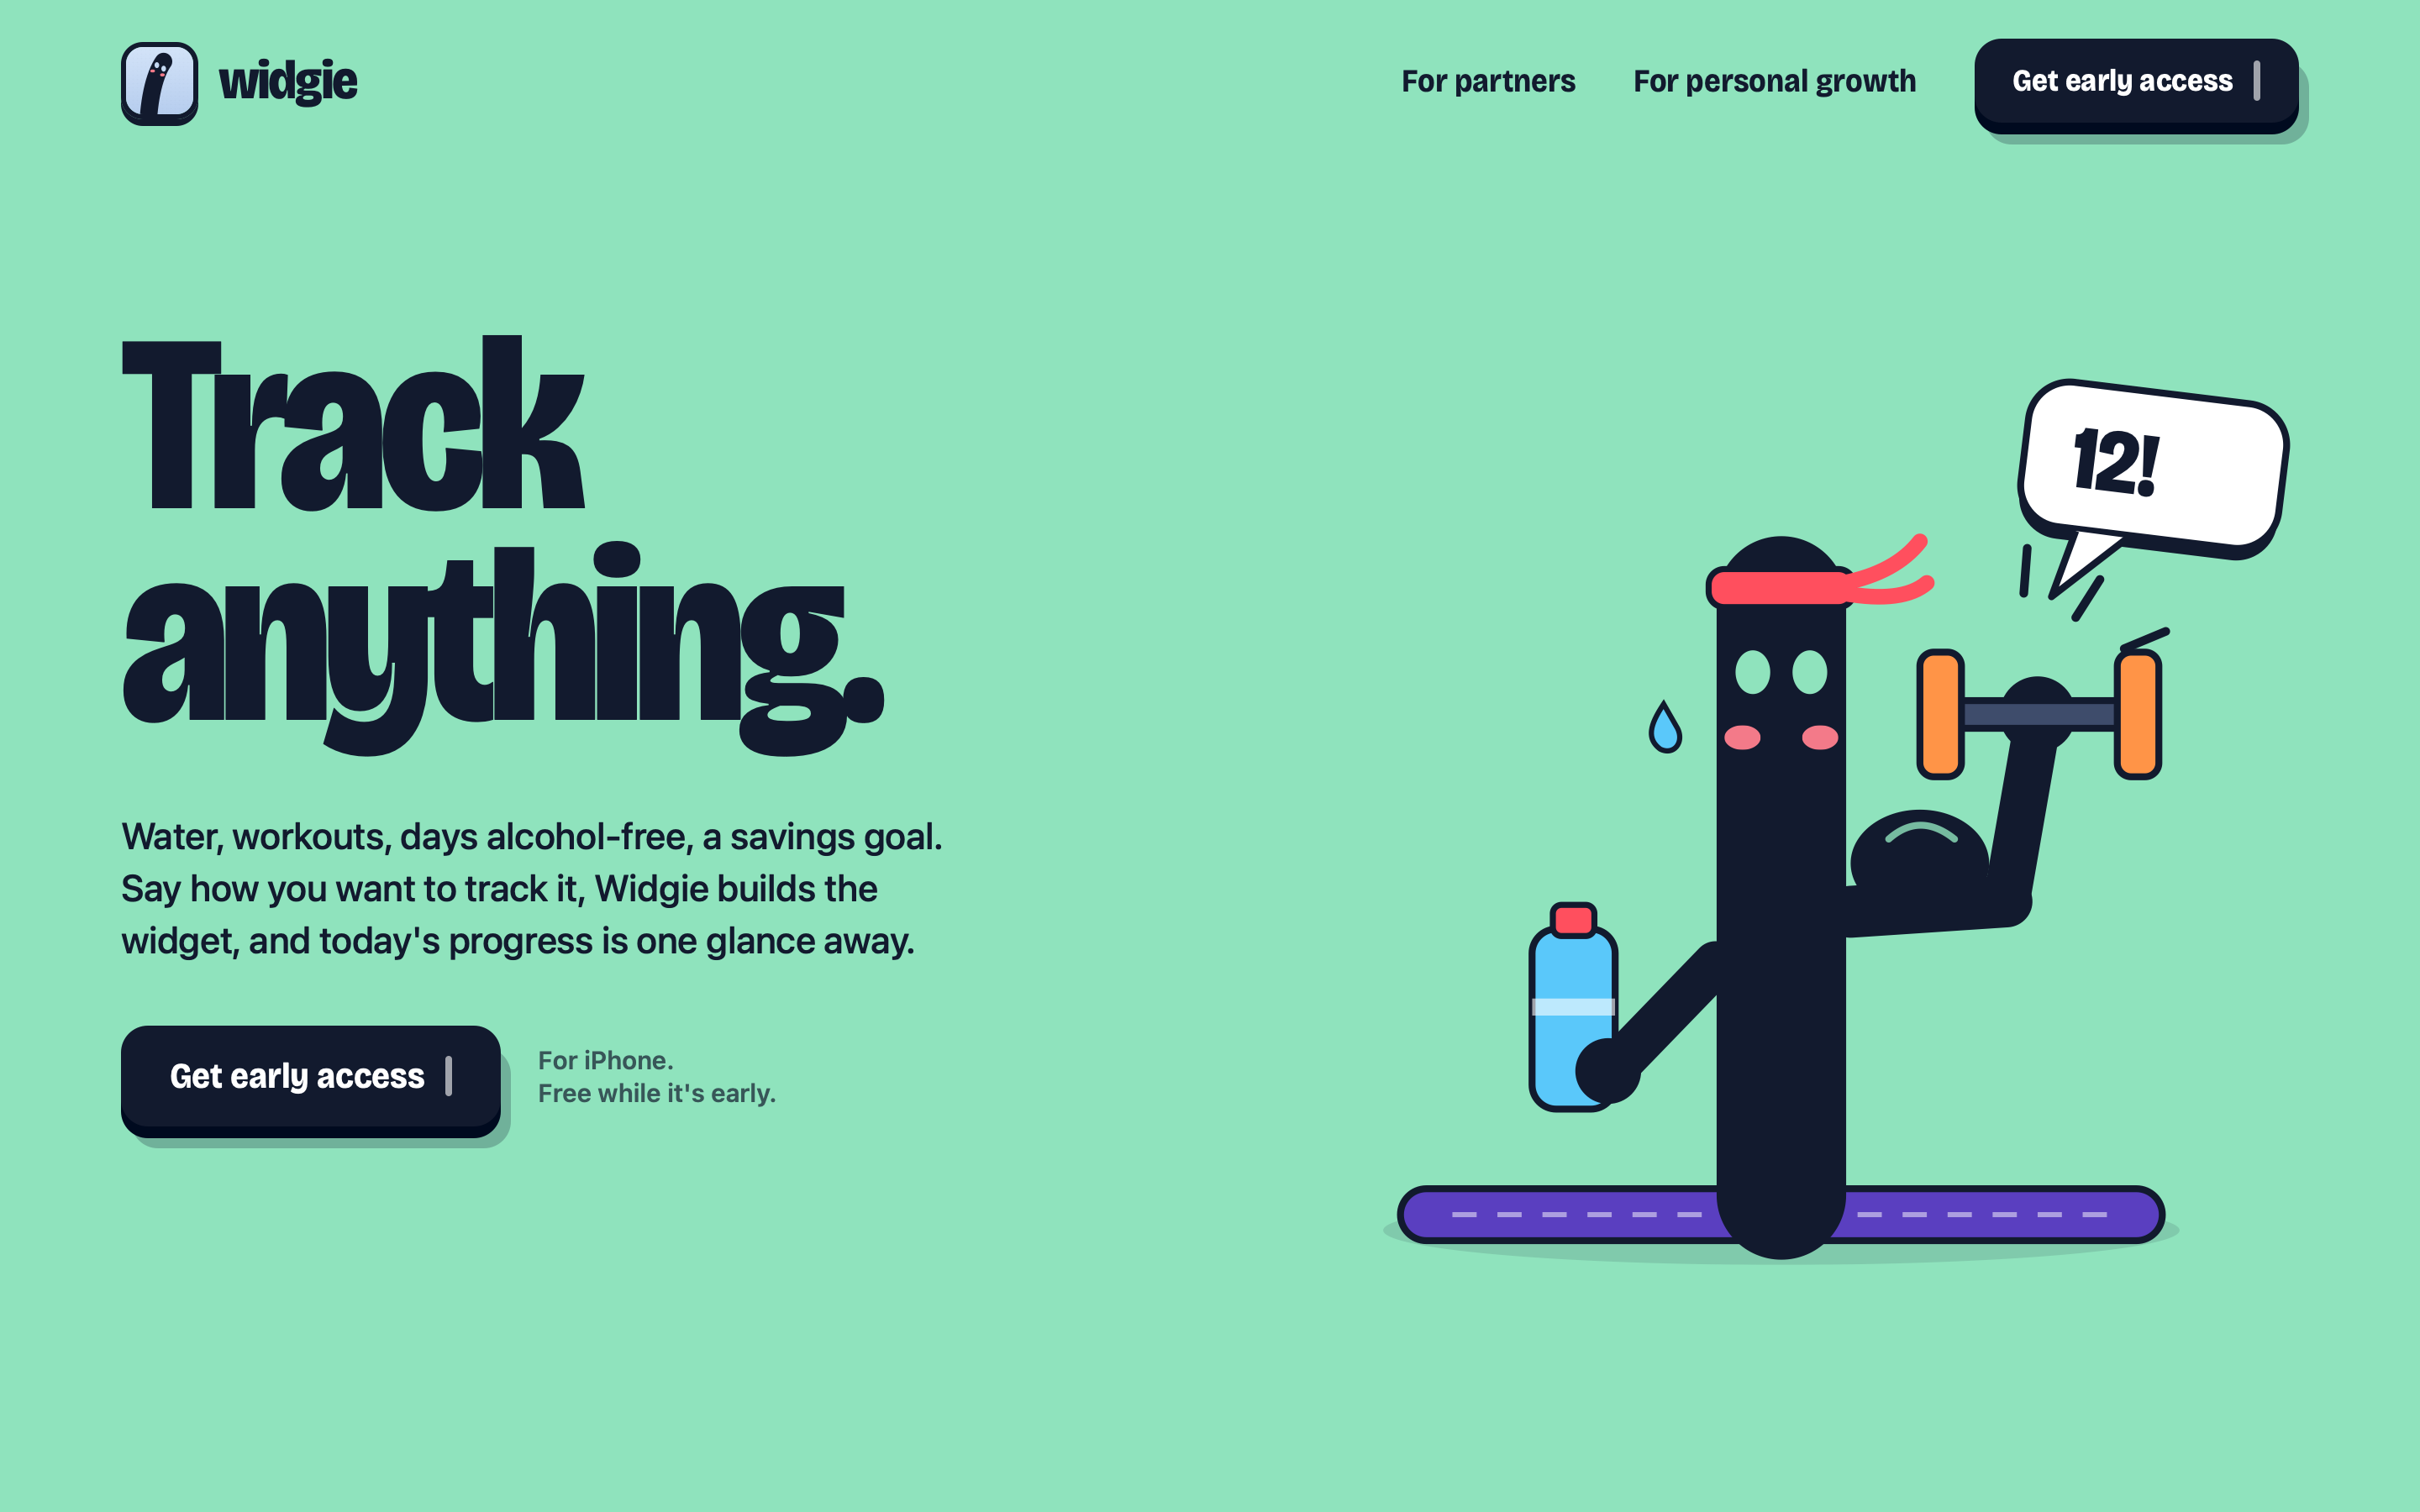 widgie
For partners
For personal growth
Get early access
Track
anything.
12!
Water, workouts, days alcohol-free, a savings goal.
Say how you want to track it, Widgie builds the
widget, and today's progress is one glance away.
Get early access
For iPhone.
Free while it's early.